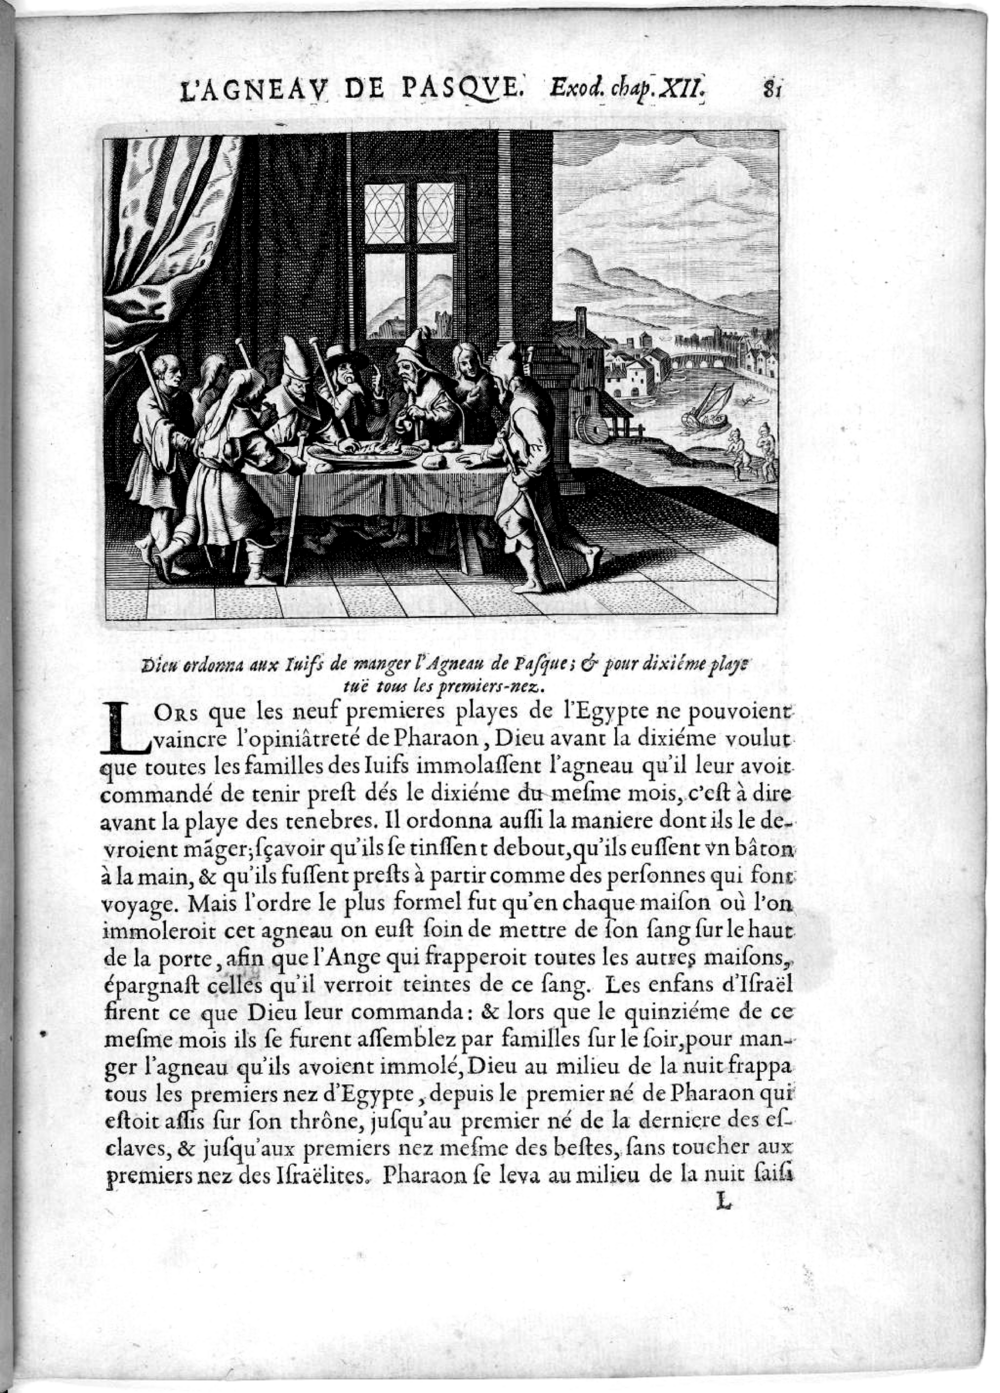 L'AGNEAV DE PASQVE. Exod. chap. XII. 81
Dieu ordonna aux Iuifs de manger l'Agneau de Pasque; & pour dixiéme playe
tuë tous les premiers-nez.
LORS que les neuf premieres playes de l'Egypte ne pouvoient
vaincre l'opiniâtreté de Pharaon, Dieu avant la dixiéme voulut
que toutes les familles des Iuifs immolaſſent l'agneau qu'il leur avoit
commandé de tenir preſt dés le dixiéme du meſme mois, c'eſt à dire
avant la playe des tenebres. Il ordonna auſſi la maniere dont ils le de-
vroient mãger; ſçavoir qu'ils ſe tinſſent debout, qu'ils euſſent vn bâton
à la main, & qu'ils fuſſent preſts à partir comme des perſonnes qui font
voyage. Mais l'ordre le plus formel fut qu'en chaque maiſon où l'on
immoleroit cet agneau on euſt ſoin de mettre de ſon ſang ſur le haut
de la porte, afin que l'Ange qui frapperoit toutes les autres maiſons,
épargnaſt celles qu'il verroit teintes de ce ſang. Les enfans d'Iſraël
firent ce que Dieu leur commanda: & lors que le quinziéme de ce
meſme mois ils ſe furent aſſemblez par familles ſur le ſoir, pour man-
ger l'agneau qu'ils avoient immolé, Dieu au milieu de la nuit frappa
tous les premiers nez d'Egypte, depuis le premier né de Pharaon qui
eſtoit aſſis ſur ſon thrône, juſqu'au premier né de la derniere des eſ-
claves, & juſqu'aux premiers nez meſme des beſtes, ſans toucher aux
premiers nez des Iſraëlites. Pharaon ſe leva au milieu de la nuit ſaiſi
L